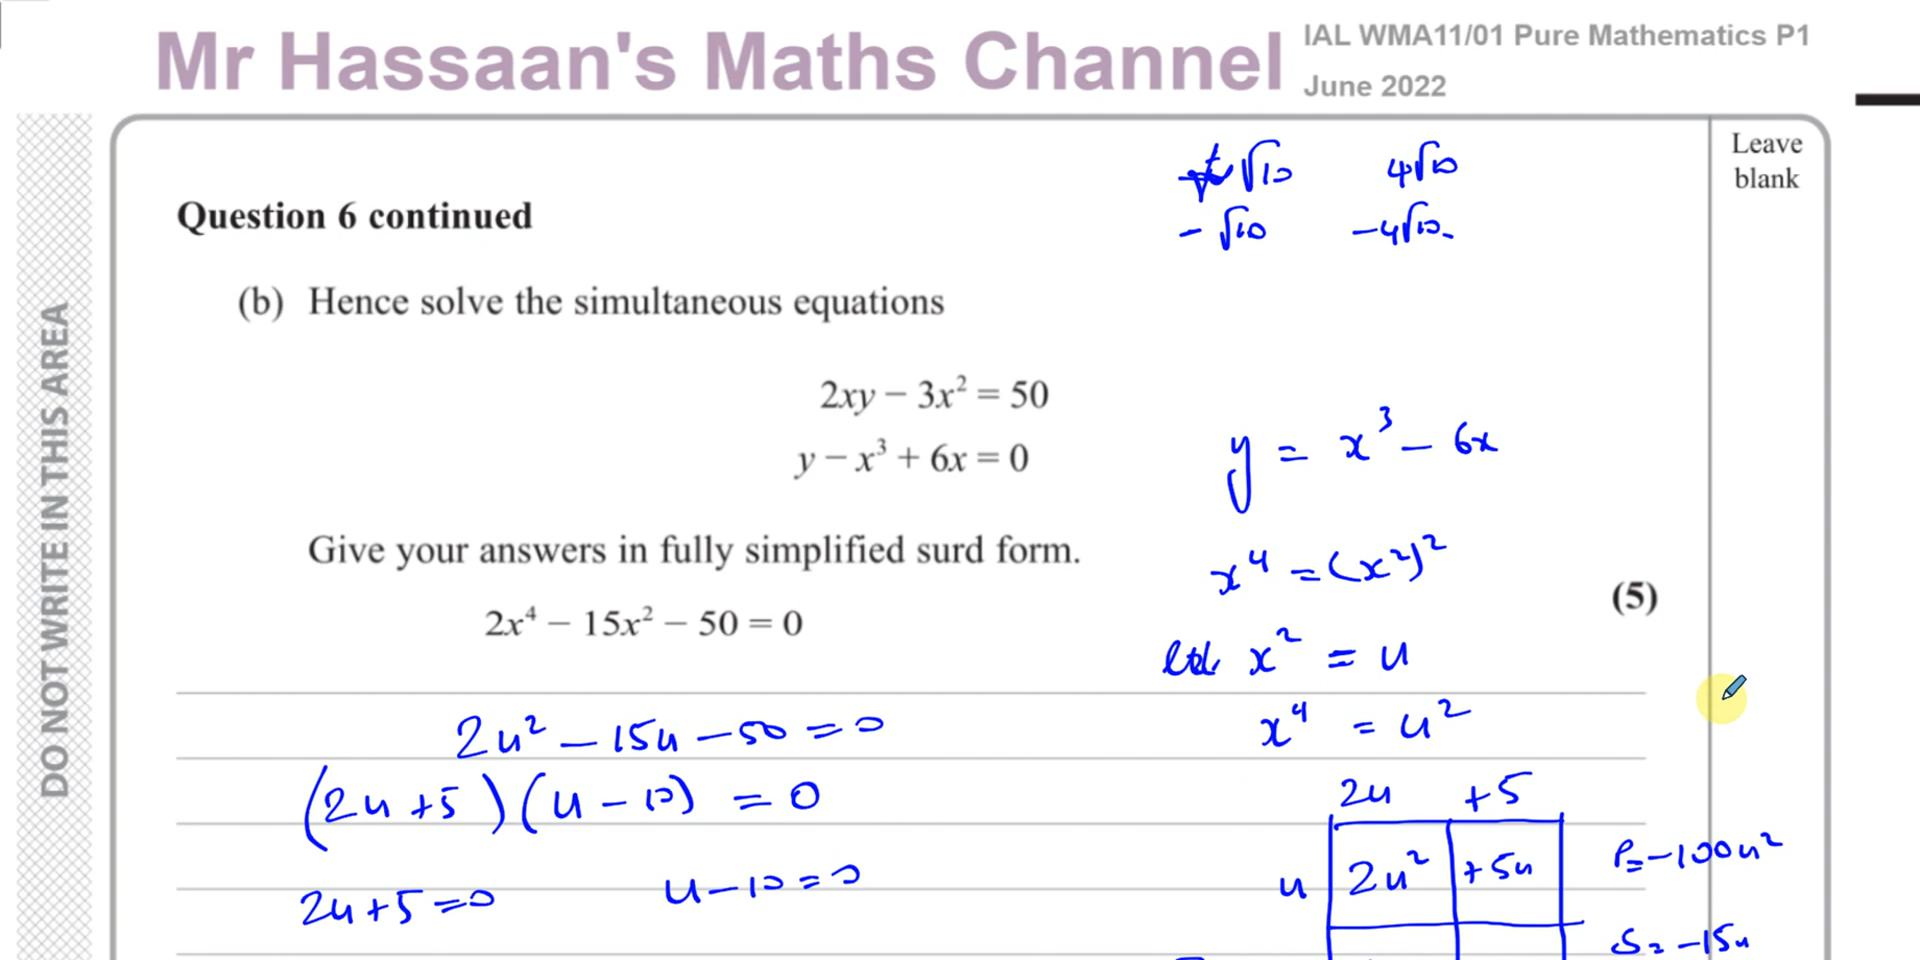 Mr Hassaan's Maths Channel
IAL WMA11/01 Pure Mathematics P1
June 2022
Leave
blank
DO NOT WRITE IN THIS AREA
√10 4√10
- √10 -4√10
Question 6 continued
(b) Hence solve the simultaneous equations
2xy − 3x² = 50
y − x³ + 6x = 0
y = x³ - 6x
Give your answers in fully simplified surd form.
x⁴ = (x²)²
(5)
2x⁴ − 15x² − 50 = 0
let x² = u
x⁴ = u²
2u² - 15u - 50 = 0
(2u + 5)(u - 10) = 0
2u + 5 = 0 u - 10 = 0
2u +5
u 2u² +5u
P = -100u²
S = -15u